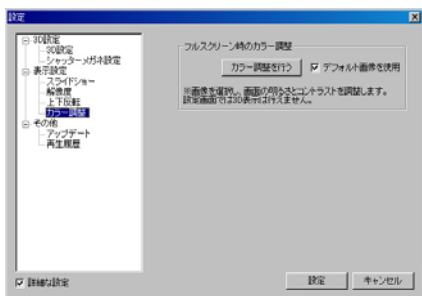 設定
3D設定
3D設定
シャッターメガネ設定
表示設定
スライドショー
解像度
上下反転
カラー調整
その他
アップデート
再生履歴
フルスクリーン時のカラー調整
カラー調整を行う
デフォルト画像を使用
※画像を選択し、画面の明るさとコントラストを調整します。
設定画面では3D表示は行えません。
詳細な設定
設定
キャンセル